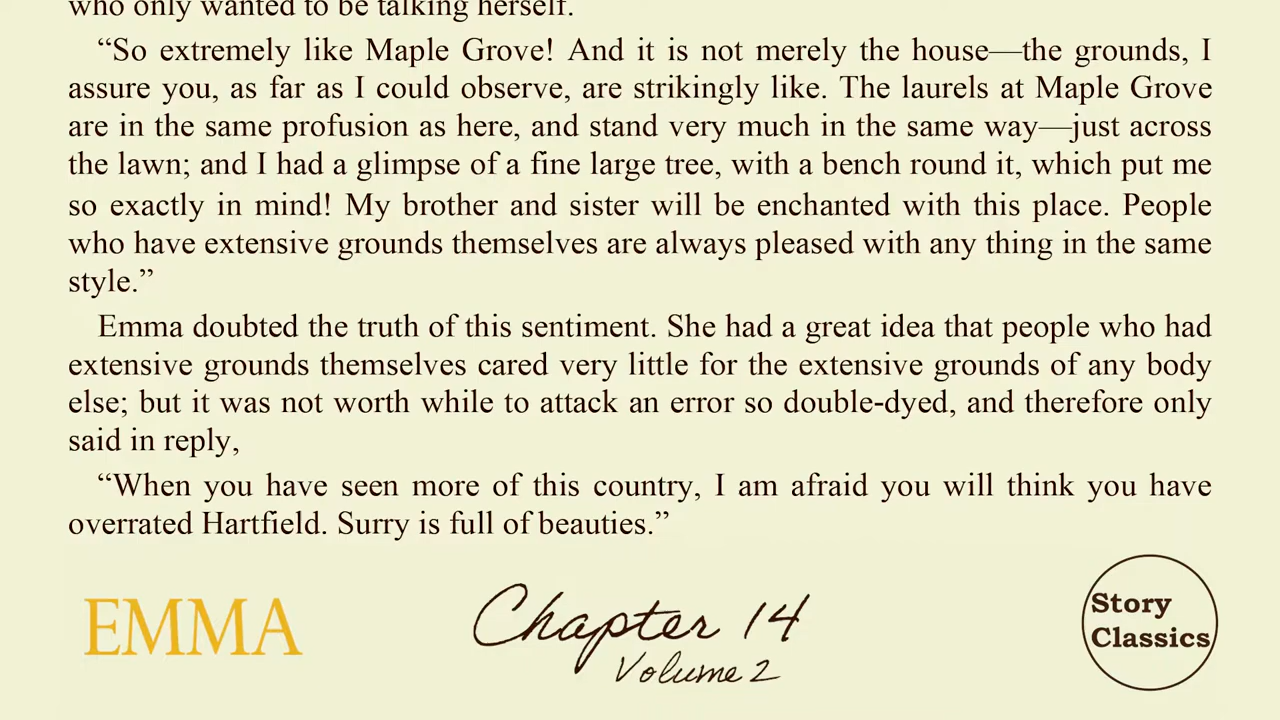 who only wanted to be talking herself.
“So extremely like Maple Grove! And it is not merely the house—the grounds, I
assure you, as far as I could observe, are strikingly like. The laurels at Maple Grove
are in the same profusion as here, and stand very much in the same way—just across
the lawn; and I had a glimpse of a fine large tree, with a bench round it, which put me
so exactly in mind! My brother and sister will be enchanted with this place. People
who have extensive grounds themselves are always pleased with any thing in the same
style.”
Emma doubted the truth of this sentiment. She had a great idea that people who had
extensive grounds themselves cared very little for the extensive grounds of any body
else; but it was not worth while to attack an error so double-dyed, and therefore only
said in reply,
“When you have seen more of this country, I am afraid you will think you have
overrated Hartfield. Surry is full of beauties.”
EMMA
Chapter 14
Volume 2
Story
Classics